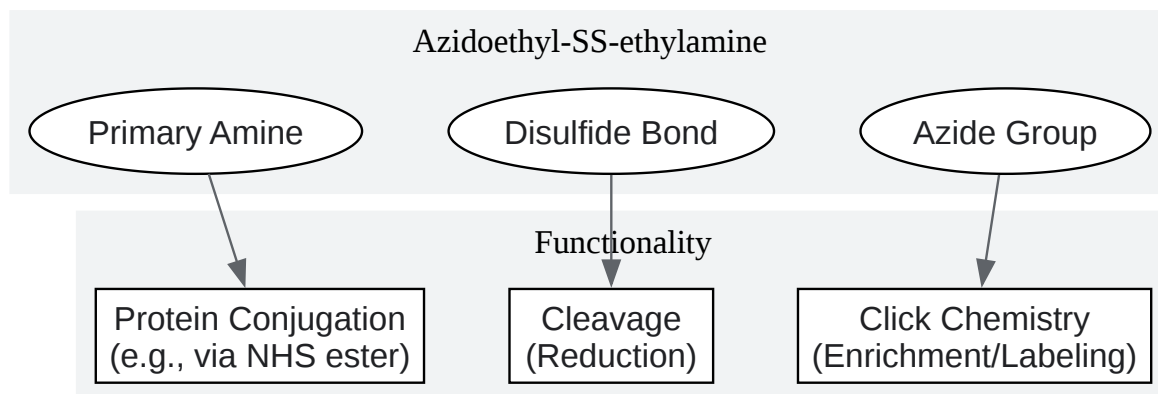 Azidoethyl-SS-ethylamine
Primary Amine
Disulfide Bond
Azide Group
Functionality
Protein Conjugation
(e.g., via NHS ester)
Cleavage
(Reduction)
Click Chemistry
(Enrichment/Labeling)